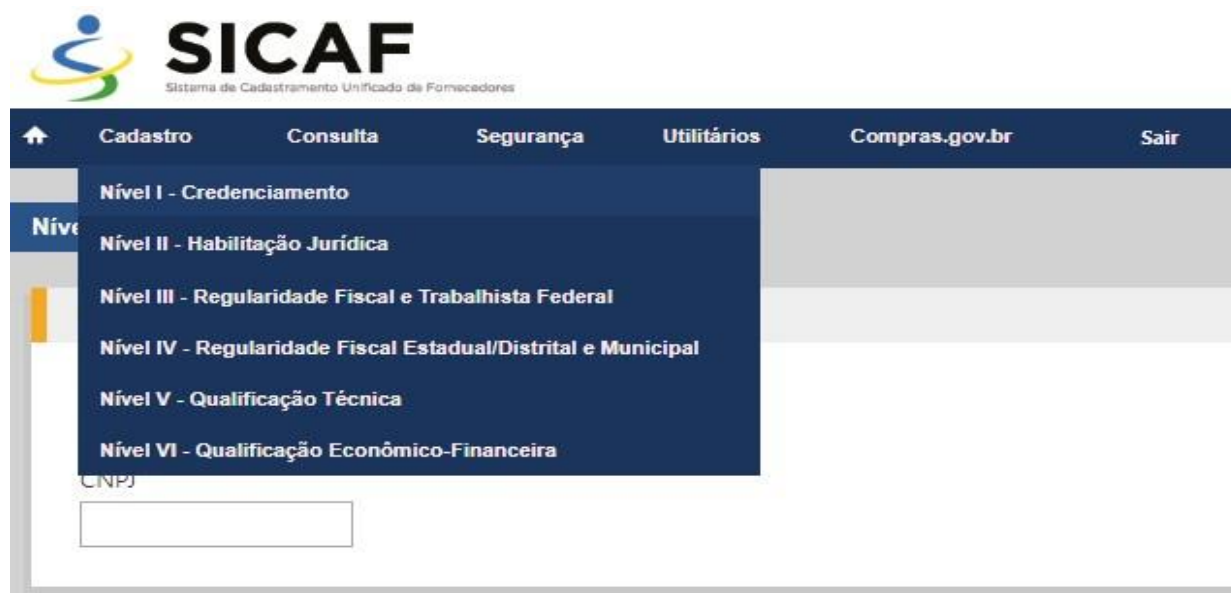 SICAF
Sistema de Cadastramento Unificado de Fornecedores
Cadastro Consulta Segurança Utilitários Compras.gov.br Sair
Nível I - Credenciamento
Níve
Nível II - Habilitação Jurídica
Nível III - Regularidade Fiscal e Trabalhista Federal
Nível IV - Regularidade Fiscal Estadual/Distrital e Municipal
Nível V - Qualificação Técnica
Nível VI - Qualificação Econômico-Financeira
CNPJ